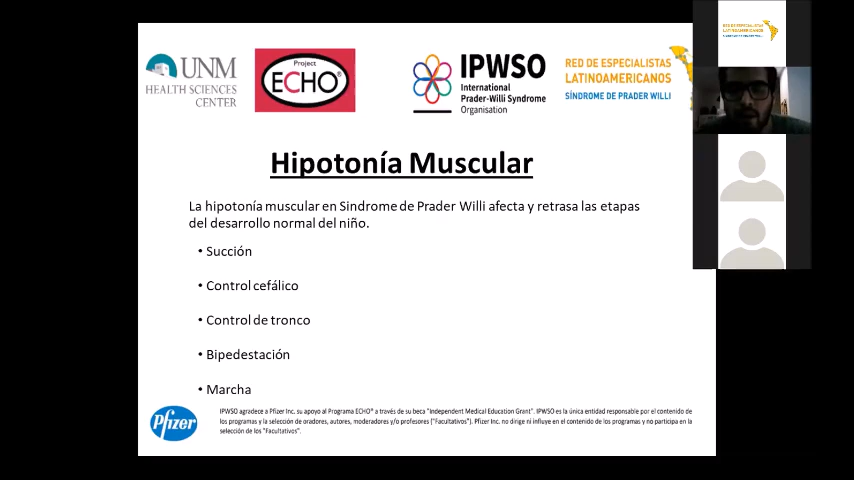 UNM
HEALTH SCIENCES
CENTER
Project
ECHO®
IPWSO
International
Prader-Willi Syndrome
Organisation
RED DE ESPECIALISTAS
LATINOAMERICANOS
SÍNDROME DE PRADER WILLI
RED DE ESPECIALISTAS
LATINOAMERICANOS
Hipotonía Muscular
La hipotonía muscular en Sindrome de Prader Willi afecta y retrasa las etapas
del desarrollo normal del niño.
• Succión
• Control cefálico
• Control de tronco
• Bipedestación
• Marcha
Pfizer
IPWSO agradece a Pfizer Inc. su apoyo al Programa ECHO® a través de su beca "Independent Medical Education Grant". IPWSO es la única entidad responsable por el contenido de
los programas y la selección de oradores, autores, moderadores y/o profesores ("Facultativos"). Pfizer Inc. no dirige ni influye en el contenido de los programas y no participa en la
selección de los "Facultativos".